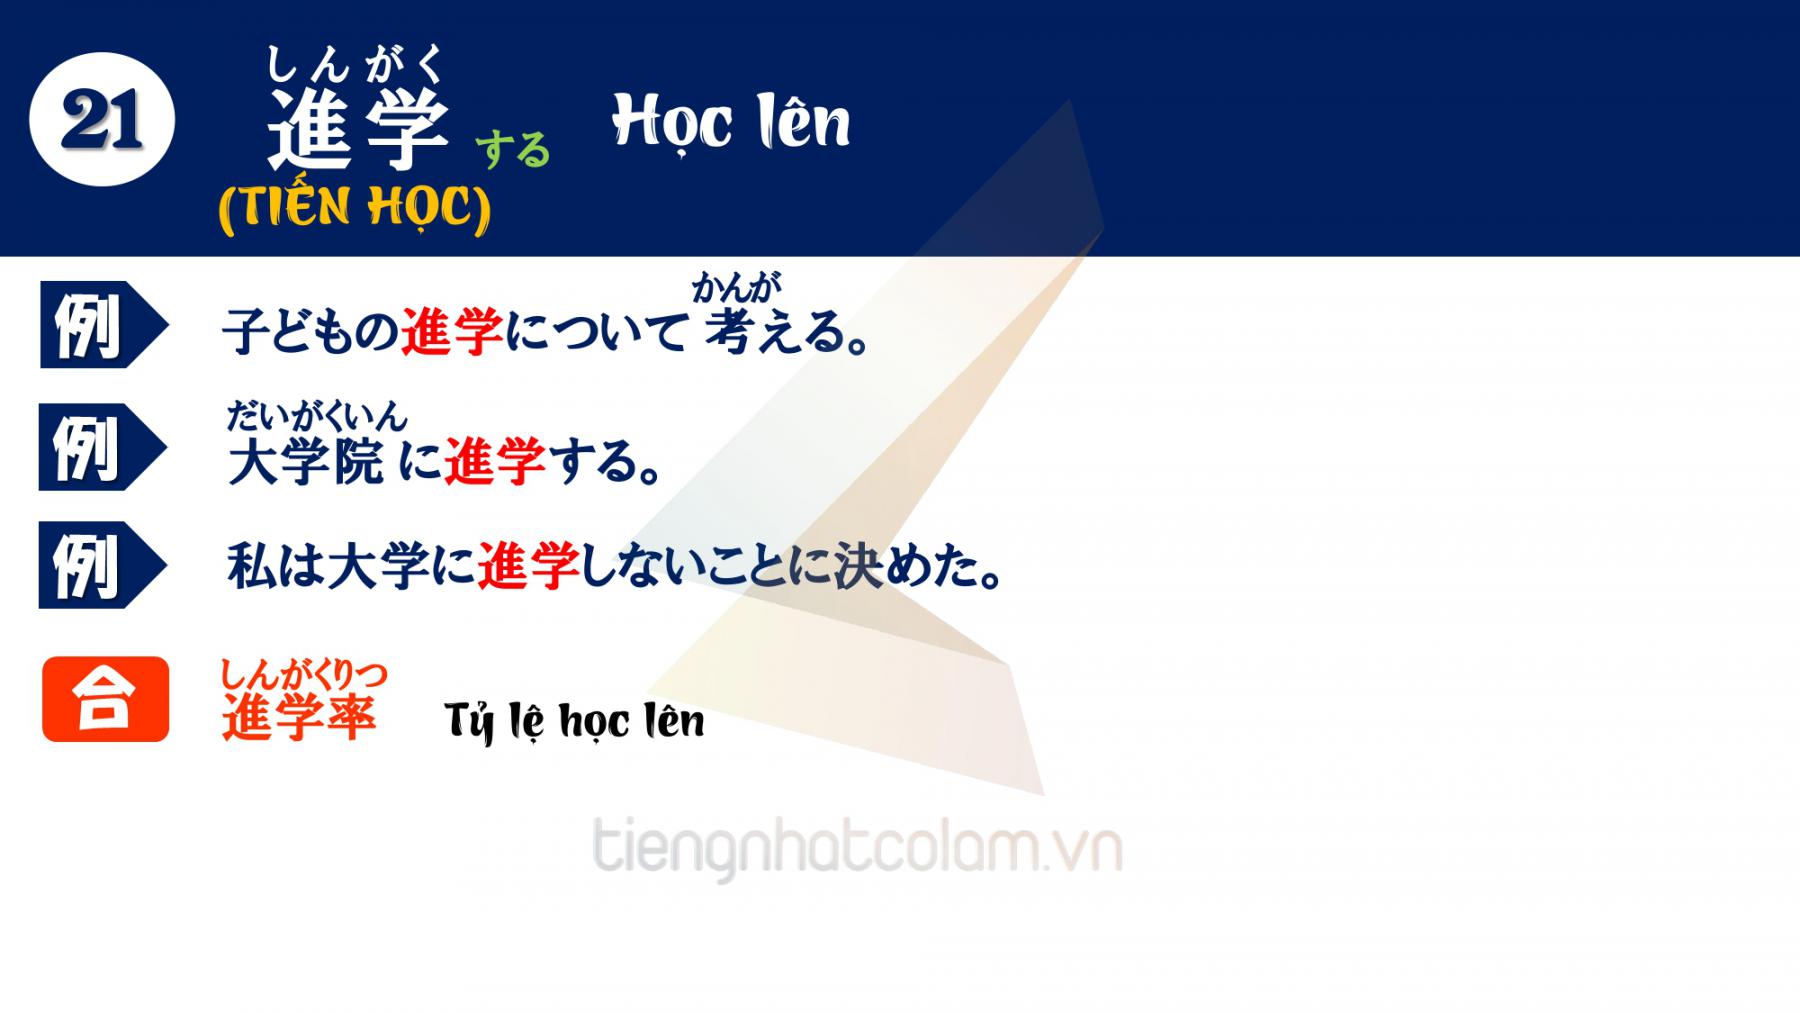 21
しんがく
進学 する
Học lên
(TIẾN HỌC)
かんが
例 子どもの進学について 考える。
だいがくいん
例 大学院 に進学する。
例 私は大学に進学しないことに決めた。
しんがくりつ
合 進学率 Tỷ lệ học lên
tiengnhatcolam.vn